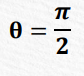 θ = π/2